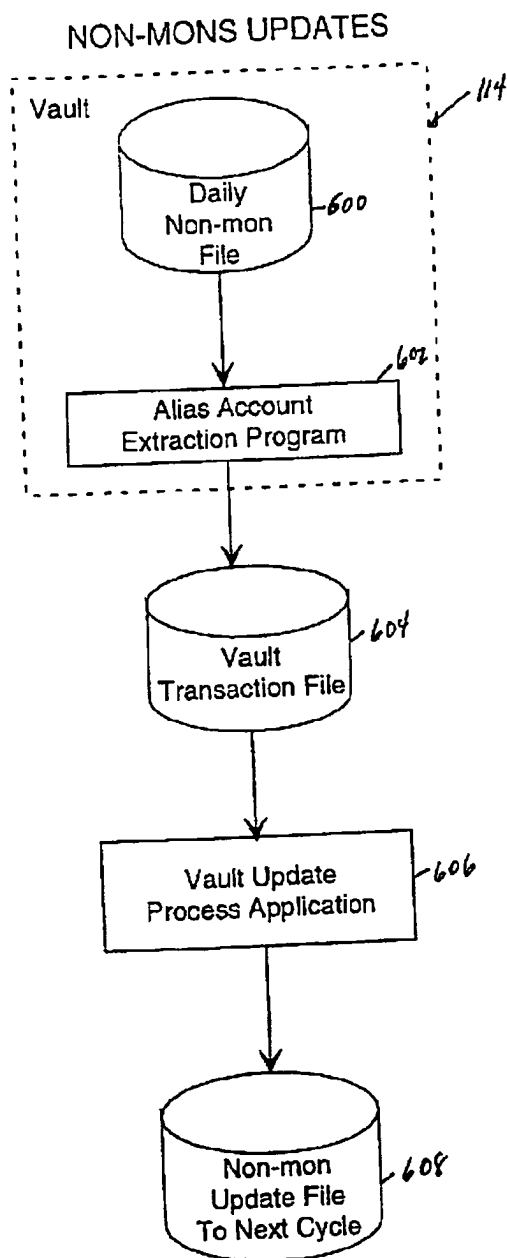 NON-MONS UPDATES
114
Vault
Daily
Non-mon
File
600
602
Alias Account
Extraction Program
604
Vault
Transaction File
Vault Update
Process Application
606
Non-mon
Update File
To Next Cycle
608